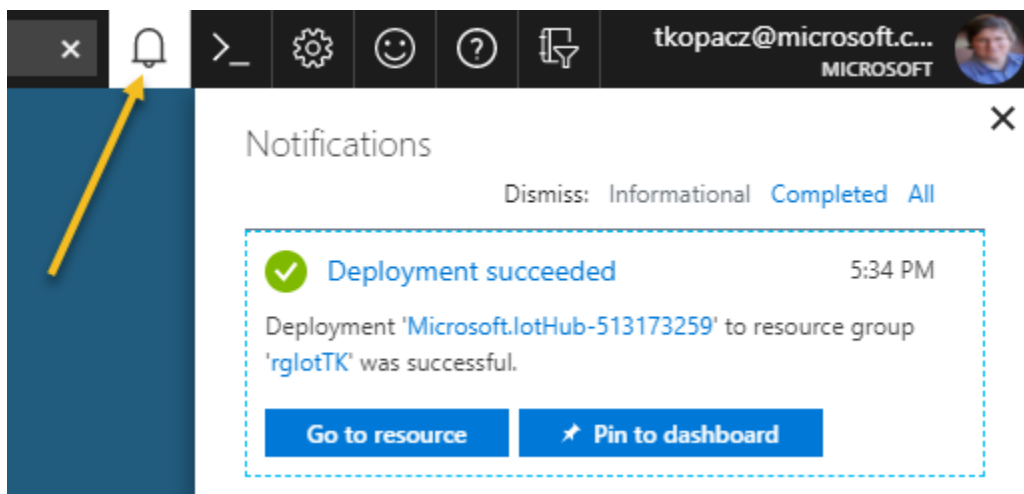 tkopacz@microsoft.c...
MICROSOFT
Notifications
Dismiss: Informational Completed All
Deployment succeeded 5:34 PM
Deployment 'Microsoft.IotHub-513173259' to resource group
'rgIotTK' was successful.
Go to resource Pin to dashboard